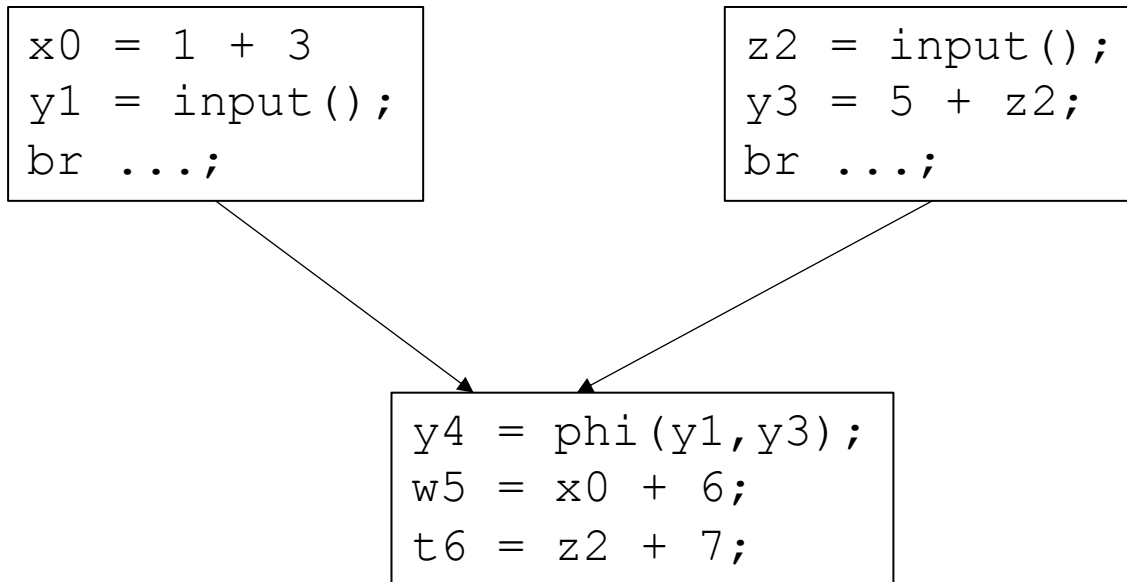 x0 = 1 + 3
y1 = input();
br ...;
z2 = input();
y3 = 5 + z2;
br ...;
y4 = phi(y1,y3);
w5 = x0 + 6;
t6 = z2 + 7;